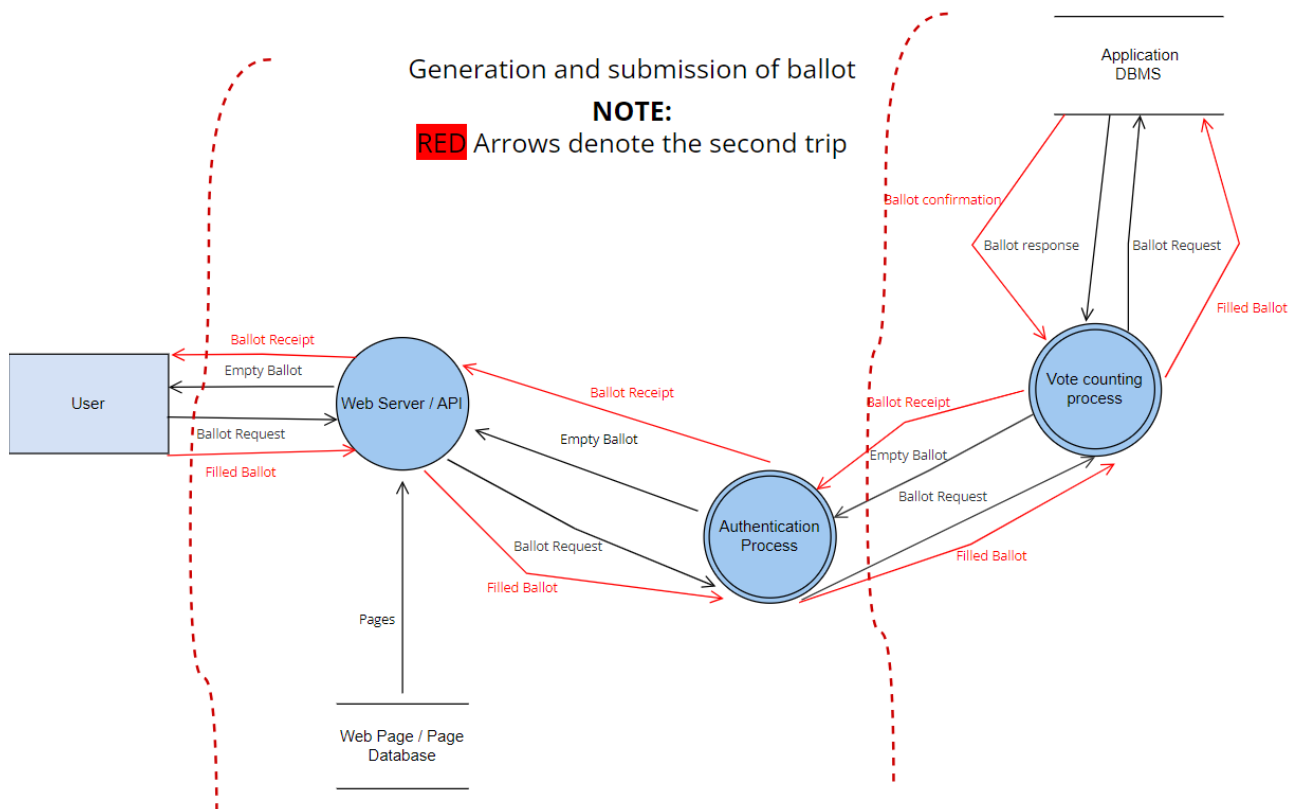 Application
DBMS
Generation and submission of ballot
NOTE:
RED Arrows denote the second trip
Ballot confirmation
Ballot response
Ballot Request
Filled Ballot
Ballot Receipt
Empty Ballot
User
Ballot Request
Filled Ballot
Web Server / API
Ballot Receipt
Empty Ballot
Ballot Request
Filled Ballot
Vote counting
process
Ballot Receipt
Empty Ballot
Ballot Request
Filled Ballot
Authentication
Process
Pages
Web Page / Page
Database